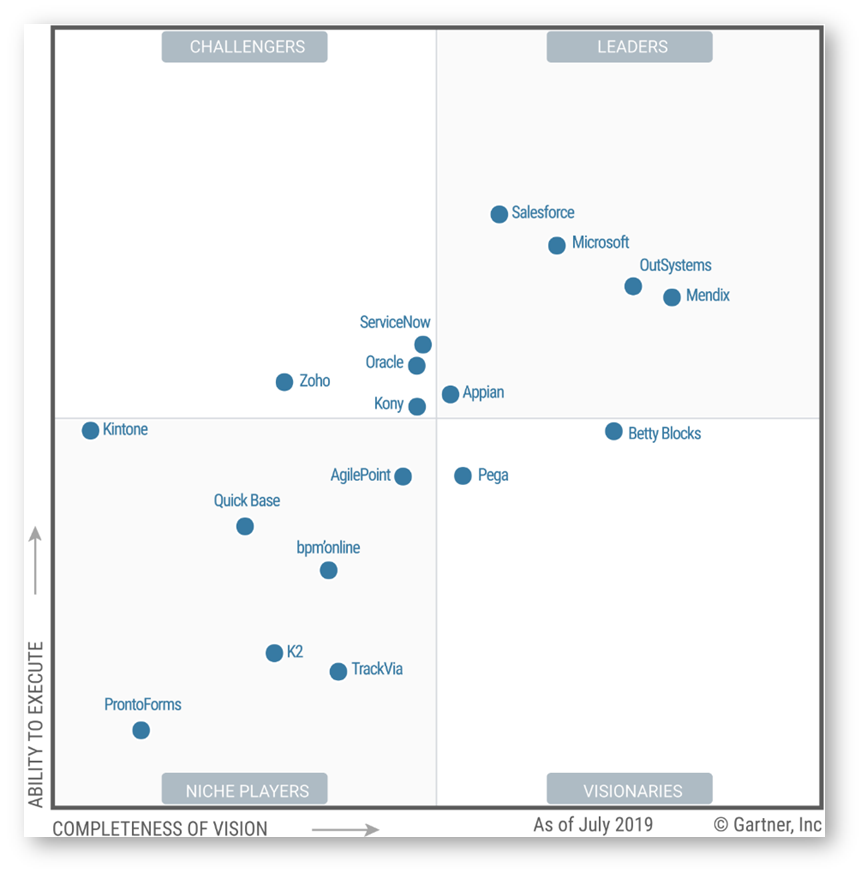 CHALLENGERS
LEADERS
Salesforce
Microsoft
OutSystems
Mendix
ServiceNow
Oracle
Zoho
Appian
Kony
Kintone
Betty Blocks
AgilePoint
Pega
Quick Base
bpm’online
K2
TrackVia
ProntoForms
NICHE PLAYERS
VISIONARIES
ABILITY TO EXECUTE
COMPLETENESS OF VISION
As of July 2019
© Gartner, Inc